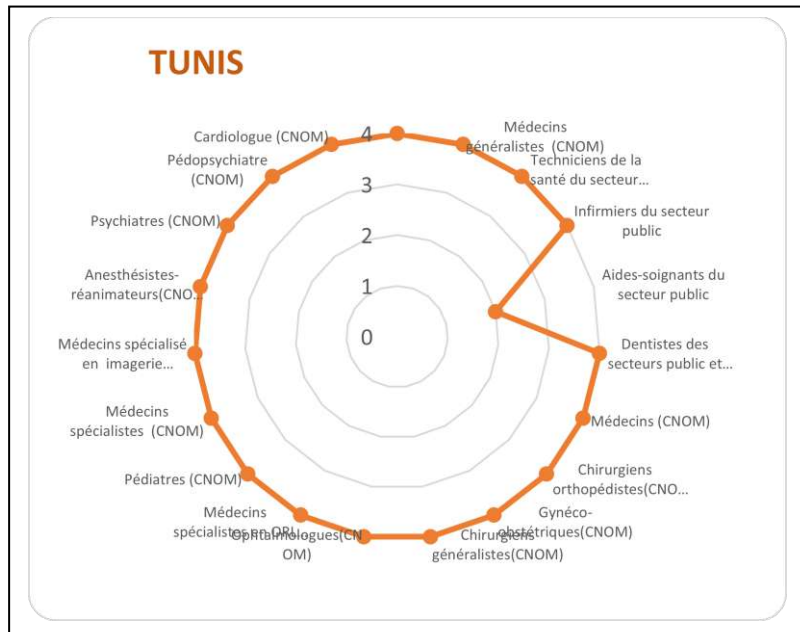 TUNIS
4
3
2
1
0
Médecins
généralistes (CNOM)
Techniciens de la
santé du secteur...
Infirmiers du secteur
public
Aides-soignants du
secteur public
Dentistes des
secteurs public et...
Médecins (CNOM)
Chirurgiens
orthopédistes(CNO...
Gynéco-
obstétriques(CNOM)
Chirurgiens
généralistes(CNOM)
Ophtalmologues(CN
OM)
Médecins
spécialistes en ORL...
Pédiatres (CNOM)
Médecins
spécialistes (CNOM)
Médecins spécialisé
en imagerie...
Anesthésistes-
réanimateurs(CNO...
Psychiatres (CNOM)
Pédopsychiatre
(CNOM)
Cardiologue (CNOM)